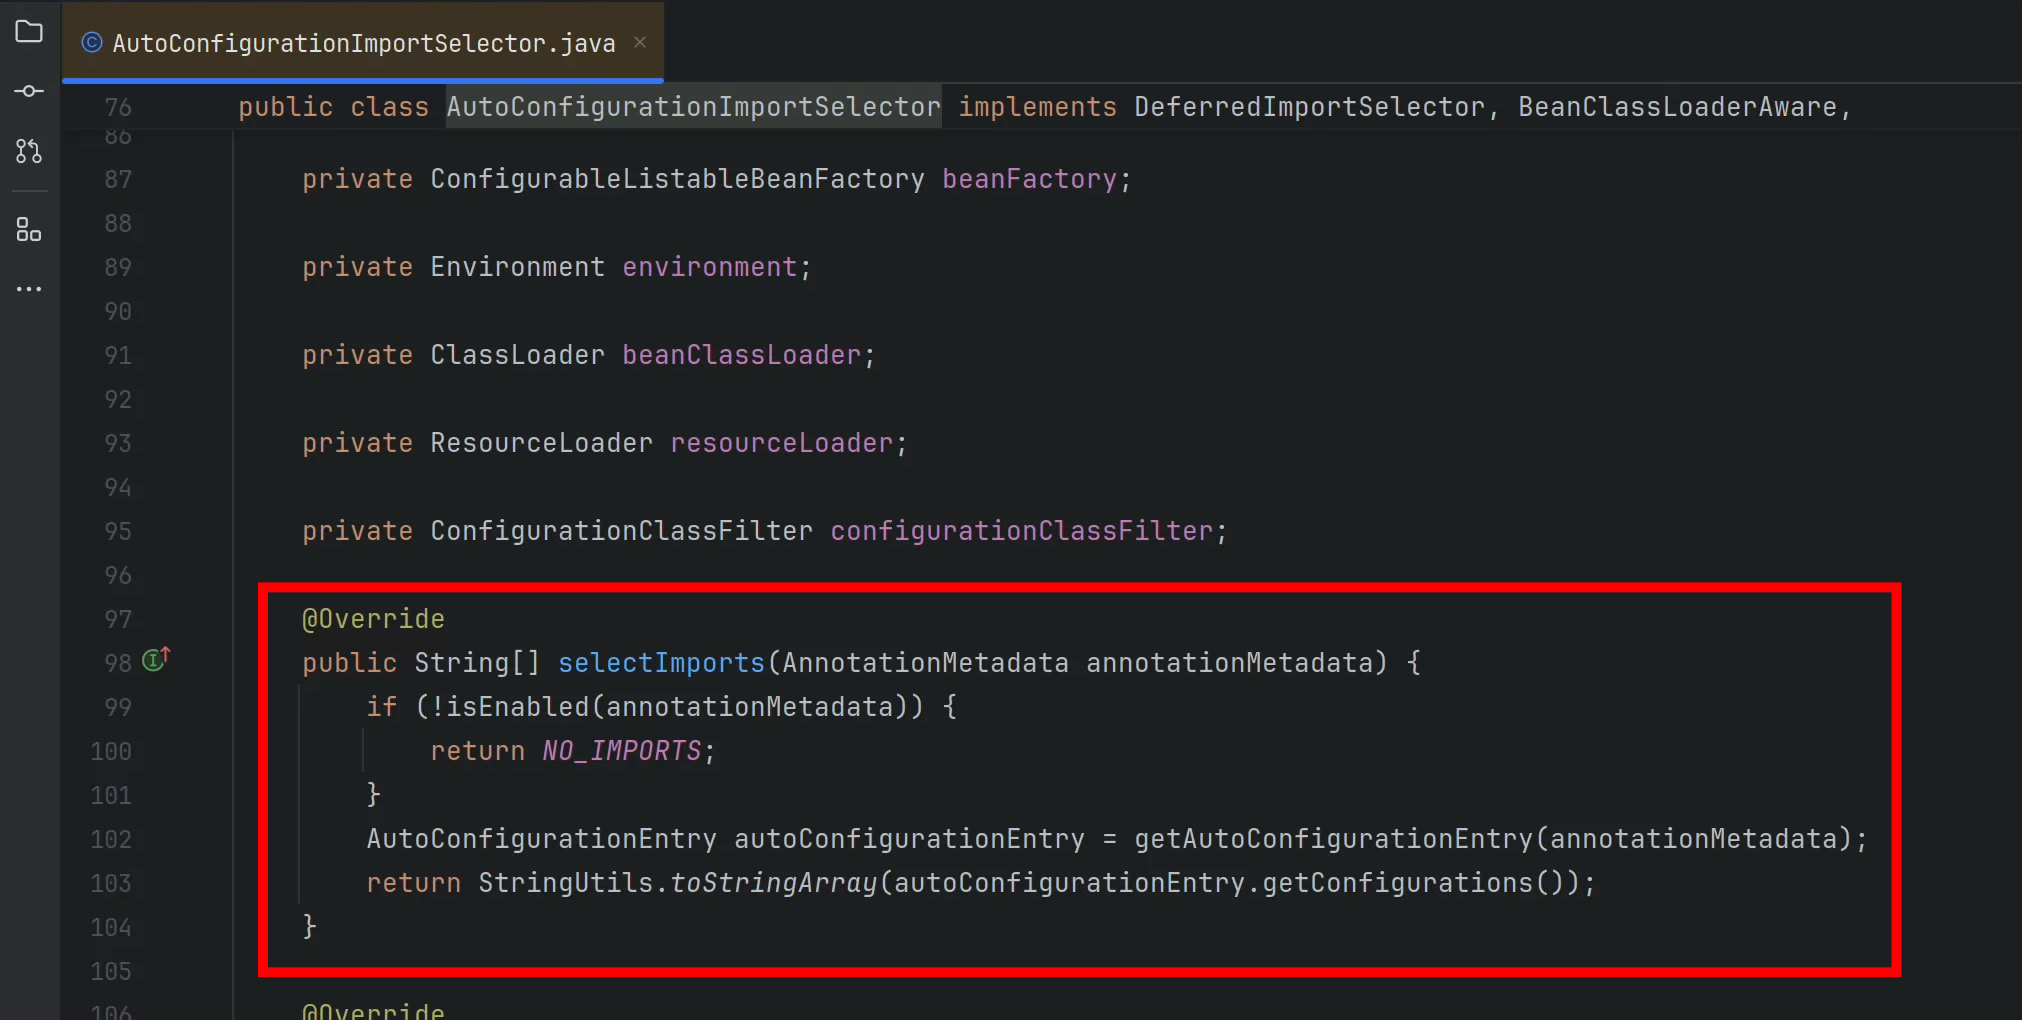 AutoConfigurationImportSelector.java
76 public class AutoConfigurationImportSelector implements DeferredImportSelector, BeanClassLoaderAware,
86
87 private ConfigurableListableBeanFactory beanFactory;
88
89 private Environment environment;
90
91 private ClassLoader beanClassLoader;
92
93 private ResourceLoader resourceLoader;
94
95 private ConfigurationClassFilter configurationClassFilter;
96
97 @Override
98 public String[] selectImports(AnnotationMetadata annotationMetadata) {
99 if (!isEnabled(annotationMetadata)) {
100 return NO_IMPORTS;
101 }
102 AutoConfigurationEntry autoConfigurationEntry = getAutoConfigurationEntry(annotationMetadata);
103 return StringUtils.toStringArray(autoConfigurationEntry.getConfigurations());
104 }
105
106 @Override